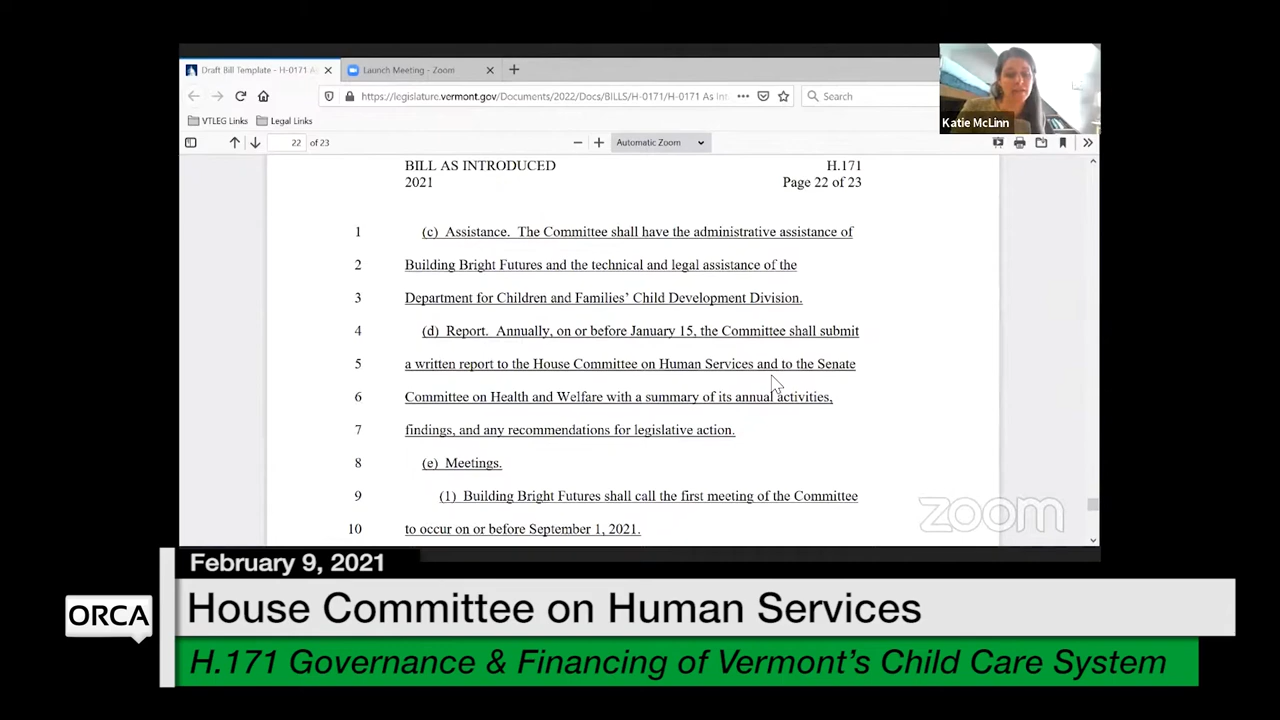 Draft Bill Template - H-0171 As
Launch Meeting - Zoom
https://legislature.vermont.gov/Documents/2022/Docs/BILLS/H-0171/H-0171 As Int
Search
Katie McLinn
VTLEG Links
Legal Links
22 of 23
Automatic Zoom
BILL AS INTRODUCED H.171
2021 Page 22 of 23
1 (c) Assistance. The Committee shall have the administrative assistance of
2 Building Bright Futures and the technical and legal assistance of the
3 Department for Children and Families’ Child Development Division.
4 (d) Report. Annually, on or before January 15, the Committee shall submit
5 a written report to the House Committee on Human Services and to the Senate
6 Committee on Health and Welfare with a summary of its annual activities,
7 findings, and any recommendations for legislative action.
8 (e) Meetings.
9 (1) Building Bright Futures shall call the first meeting of the Committee
10 to occur on or before September 1, 2021.
zoom
February 9, 2021
ORCA
House Committee on Human Services
H.171 Governance & Financing of Vermont’s Child Care System